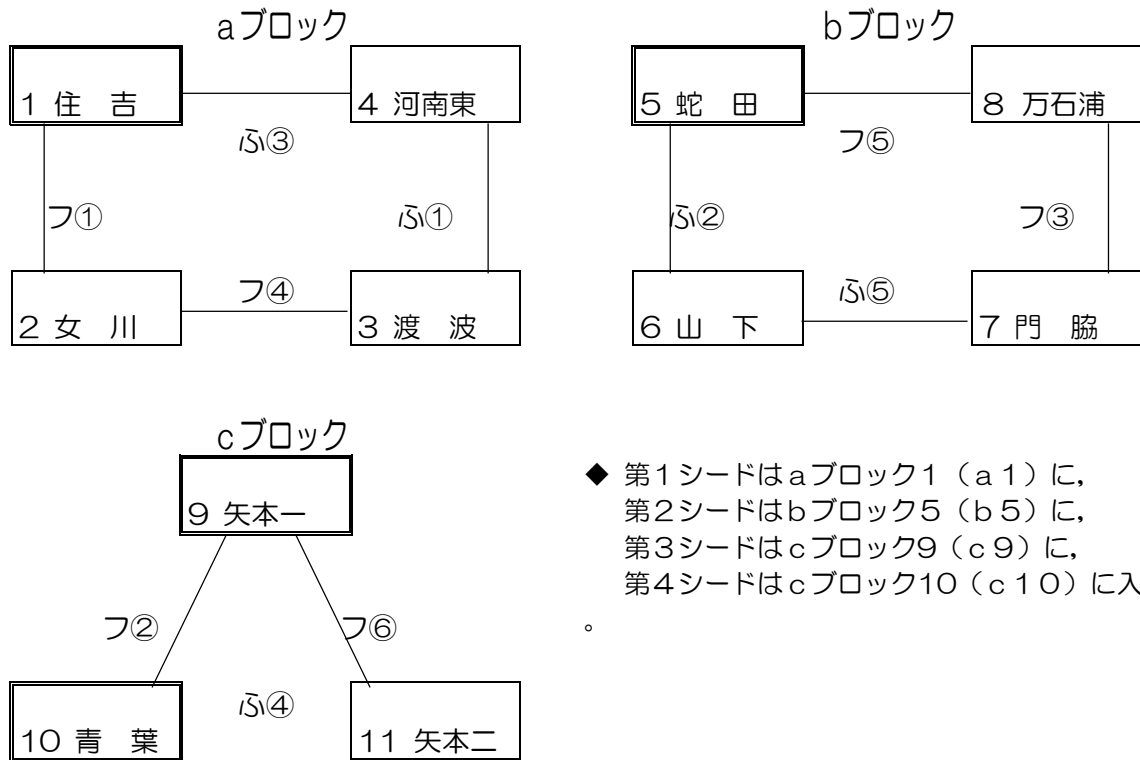 aブロック
bブロック
1 住　吉
4 河南東
5 蛇　田
8 万石浦
ふ③
フ⑤
フ①
ふ①
ふ②
フ③
フ④
ふ⑤
2 女　川
3 渡　波
6 山　下
7 門　脇
cブロック
9 矢本一
◆ 第１シードはａブロック１（ａ１）に，
第２シードはｂブロック５（ｂ５）に，
第３シードはｃブロック９（ｃ９）に，
第４シードはｃブロック10（ｃ１０）に入
。
フ②
フ⑥
ふ④
10 青　葉
11 矢本二